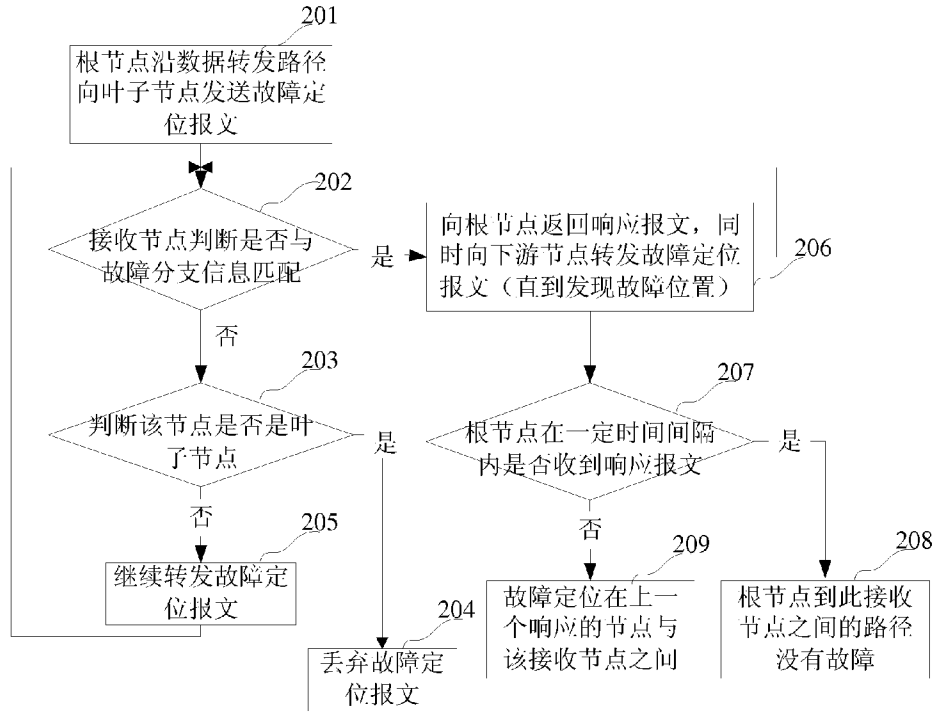 201
根节点沿数据转发路径
向叶子节点发送故障定
位报文
202
接收节点判断是否与
故障分支信息匹配
是
向根节点返回响应报文，同
时向下游节点转发故障定位
报文（直到发现故障位置）
206
否
203
判断该节点是否是叶
子节点
是
207
根节点在一定时间间隔
内是否收到响应报文
是
否
205
继续转发故障定
位报文
204
丢弃故障定
位报文
否
209
故障定位在上一
个响应的节点与
该接收节点之间
208
根节点到此接收
节点之间的路径
没有故障